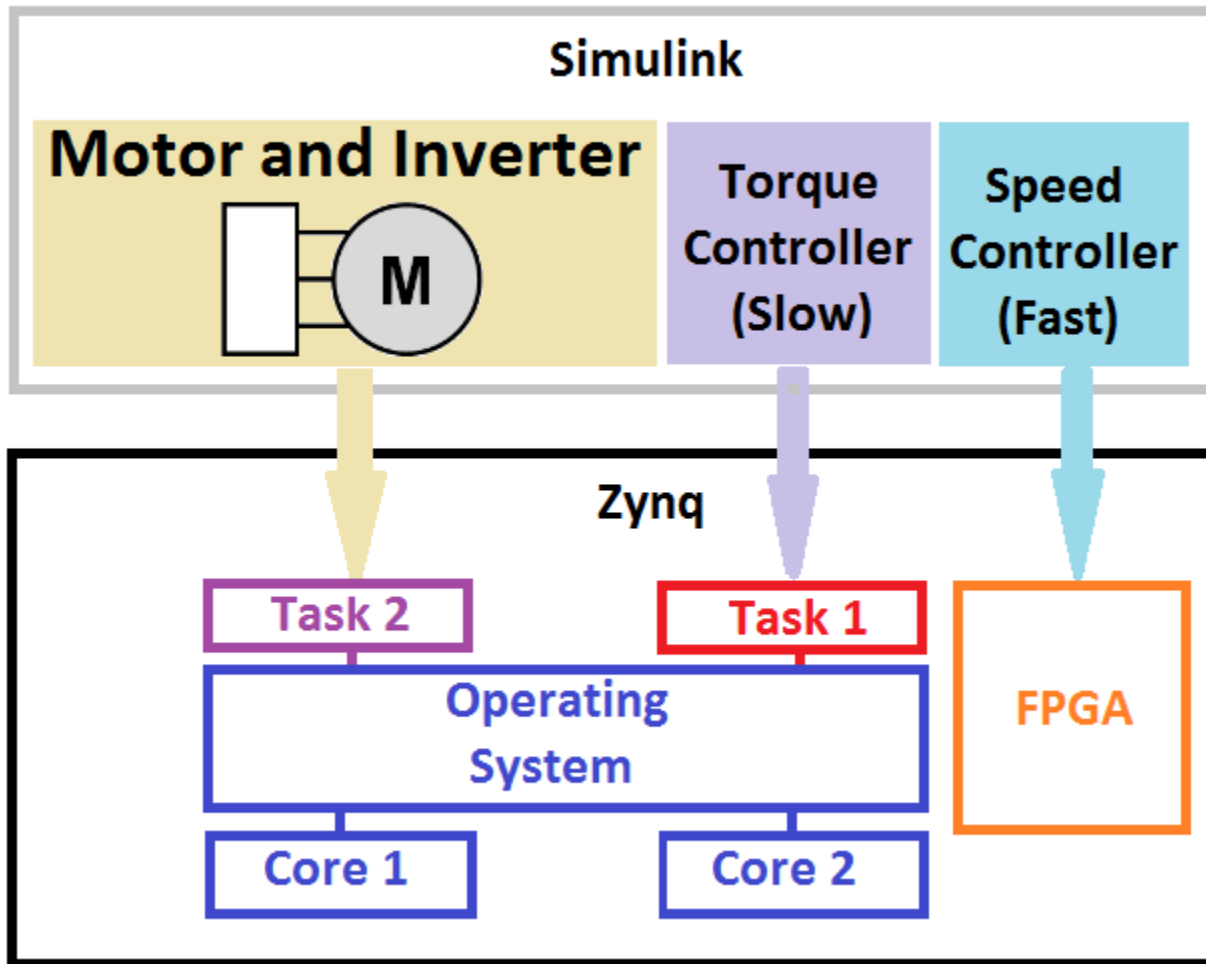 Simulink
Motor and Inverter
M
Torque
Controller
(Slow)
Speed
Controller
(Fast)
Zynq
Task 2
Task 1
Operating
System
FPGA
Core 1
Core 2